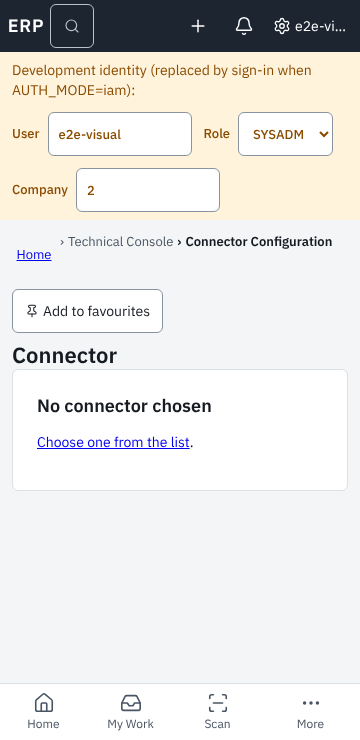 ERP
e2e-vi...
Development identity (replaced by sign-in when
AUTH_MODE=iam):
User e2e-visual Role SYSADM
Company 2
Home › Technical Console › Connector Configuration
Add to favourites
Connector
No connector chosen
Choose one from the list.
Home My Work Scan More